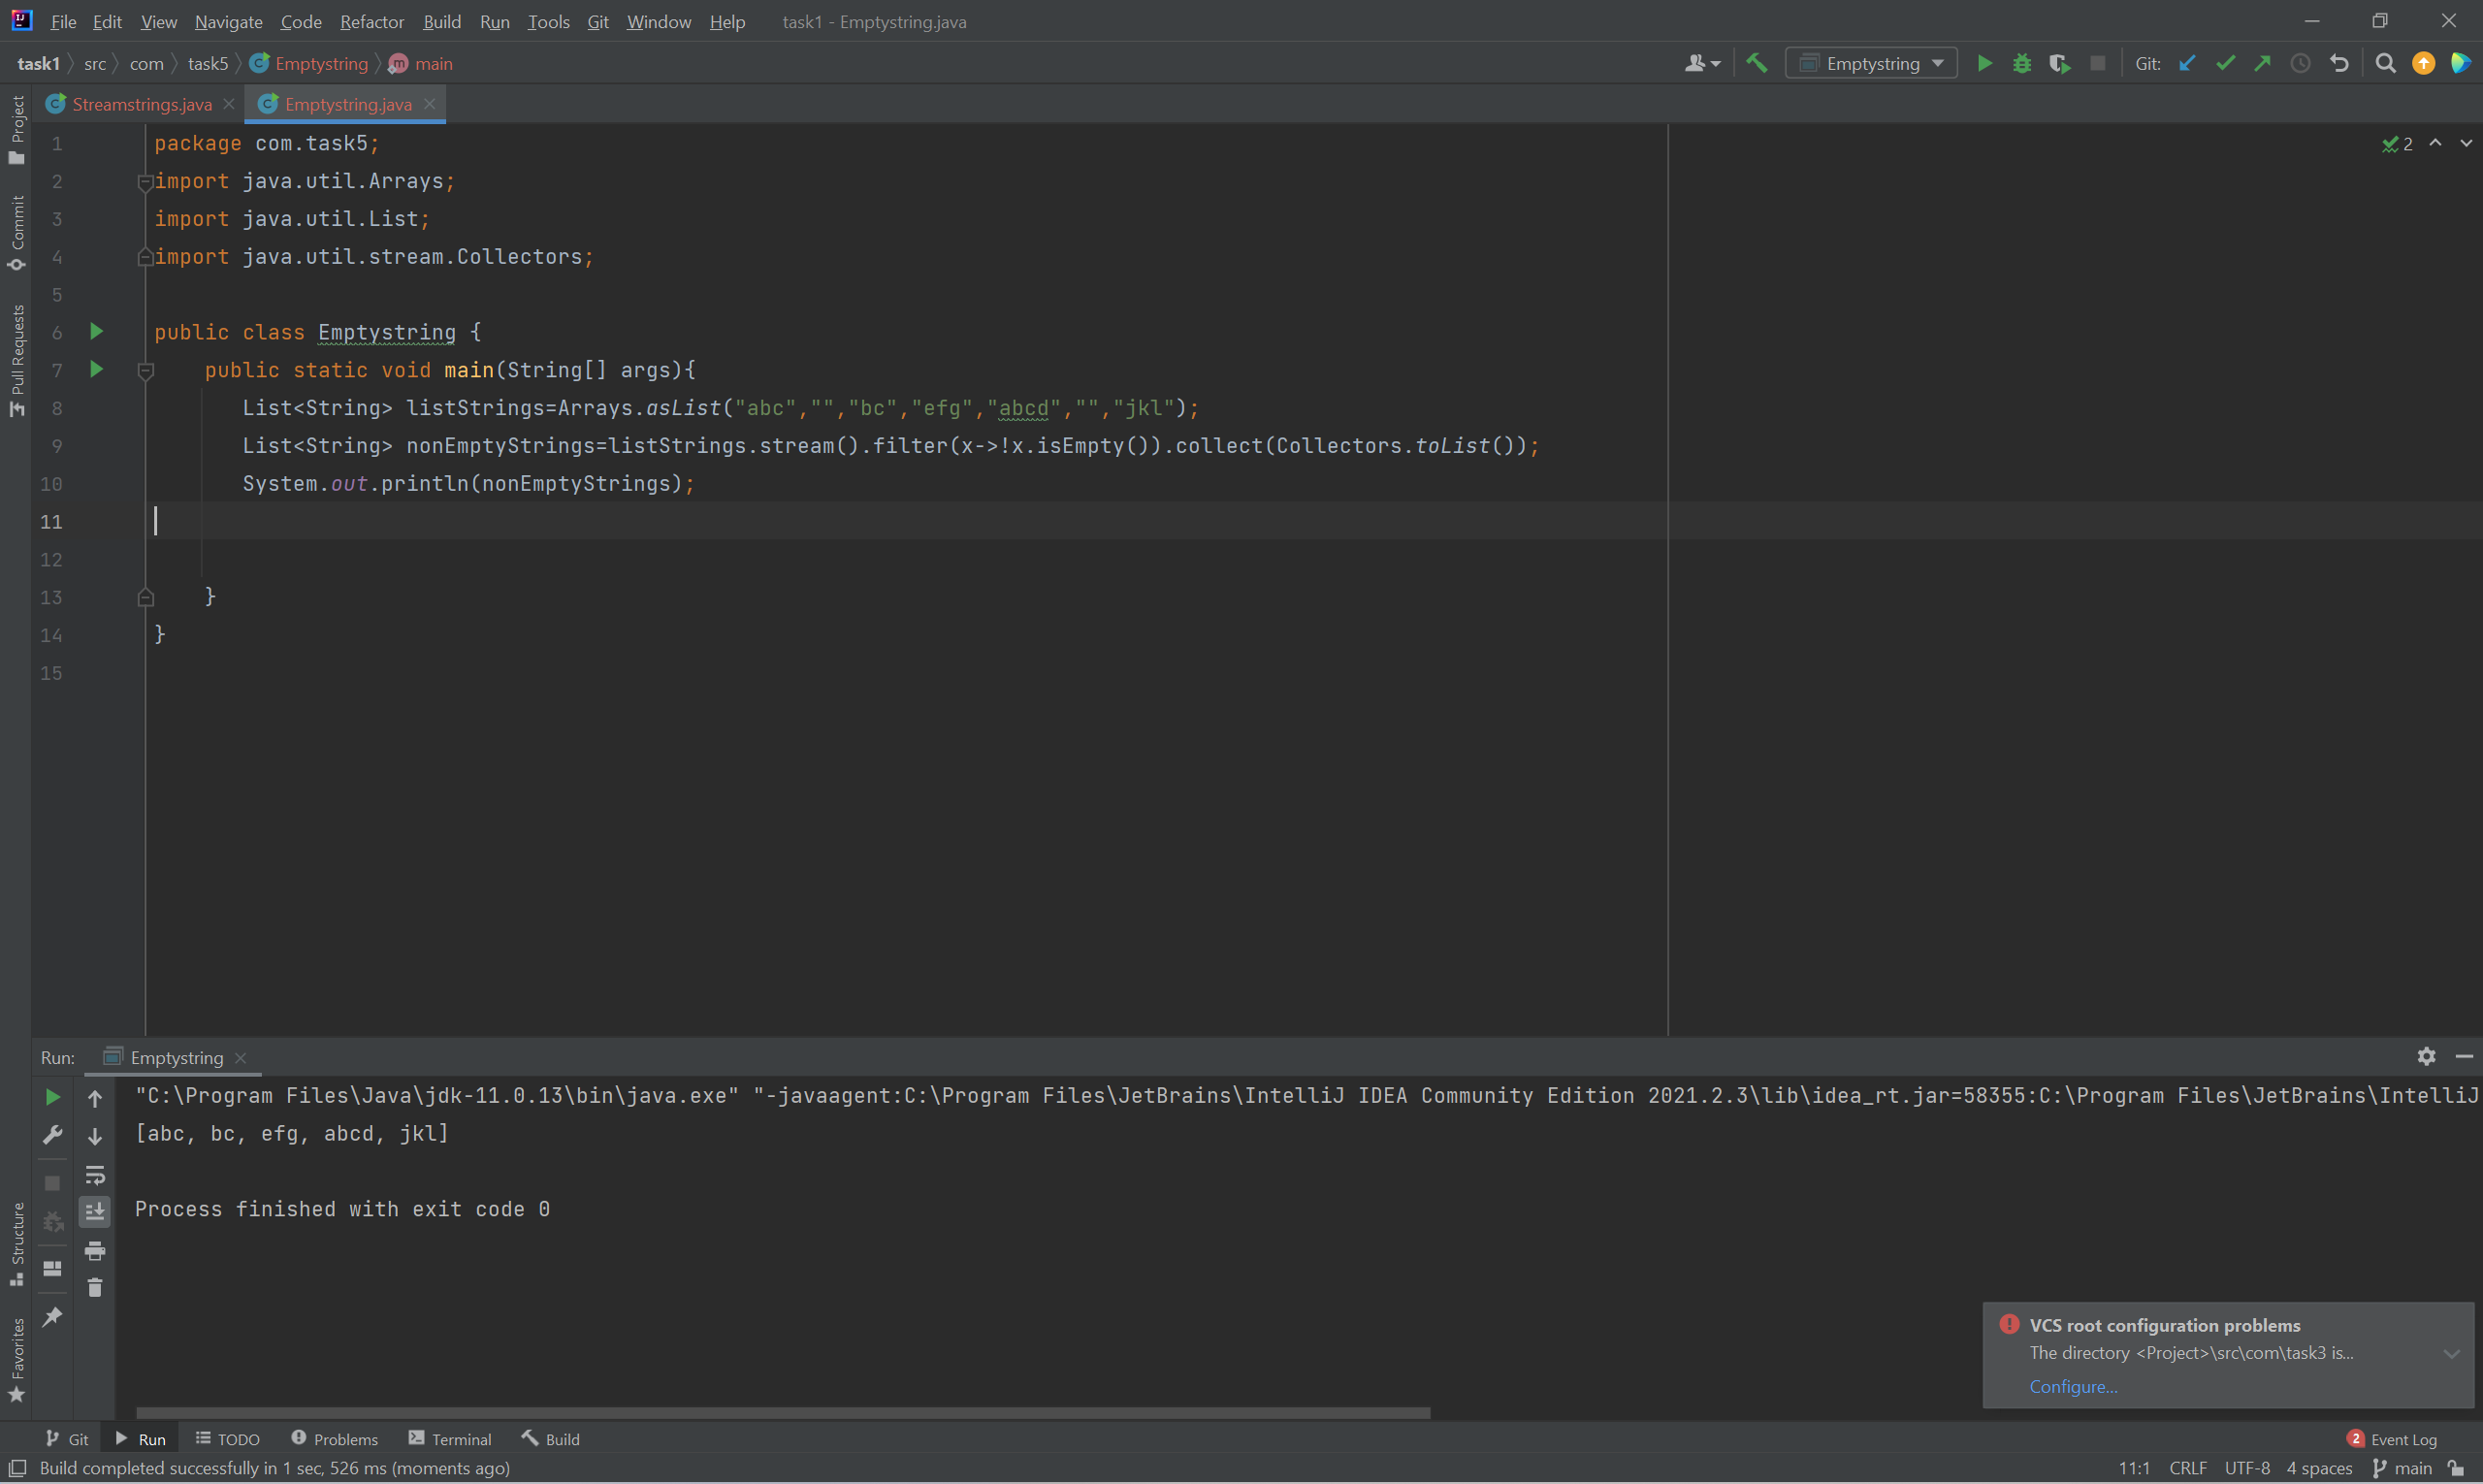 File Edit View Navigate Code Refactor Build Run Tools Git Window Help task1 - Emptystring.java
task1 src com task5 Emptystring main
Emptystring Git:
Streamstrings.java Emptystring.java
Project
Commit
Pull Requests
Structure
Favorites
2
1 package com.task5;
2 import java.util.Arrays;
3 import java.util.List;
4 import java.util.stream.Collectors;
5
6 public class Emptystring {
7 public static void main(String[] args){
8 List<String> listStrings=Arrays.asList("abc","","bc","efg","abcd","","jkl");
9 List<String> nonEmptyStrings=listStrings.stream().filter(x->!x.isEmpty()).collect(Collectors.toList());
10 System.out.println(nonEmptyStrings);
11
12
13 }
14 }
15
Run: Emptystring
"C:\Program Files\Java\jdk-11.0.13\bin\java.exe" "-javaagent:C:\Program Files\JetBrains\IntelliJ IDEA Community Edition 2021.2.3\lib\idea_rt.jar=58355:C:\Program Files\JetBrains\IntelliJ
[abc, bc, efg, abcd, jkl]
Process finished with exit code 0
VCS root configuration problems
The directory <Project>\src\com\task3 is...
Configure...
Git Run TODO Problems Terminal Build 2 Event Log
Build completed successfully in 1 sec, 526 ms (moments ago) 11:1 CRLF UTF-8 4 spaces main